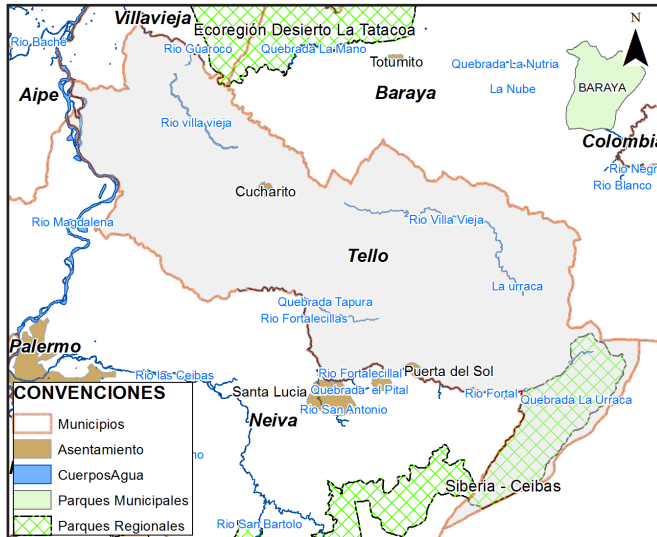 Villavieja
Ecoregión Desierto La Tatacoa
N
Rio Bache
Rio Guaroco
Quebrada La Mano
Totumito
Quebrada La Nutria
Aipe
Baraya
La Nube
BARAYA
Rio villa vieja
Colombia
Rio Negro
Rio Blanco
Cucharito
Rio Magdalena
Rio Villa Vieja
Tello
La urraca
Quebrada Tapura
Rio Fortalecillas
Palermo
Rio las Ceibas
Rio Fortalecillal
Puerta del Sol
Santa Lucia
Quebrada el Pital
Rio Fortal
Quebrada La Urraca
Rio San Antonio
Neiva
CONVENCIONES
Municipios
Asentamiento
CuerposAgua
Parques Municipales
Parques Regionales
no
Siberia - Ceibas
Rio San Bartolo